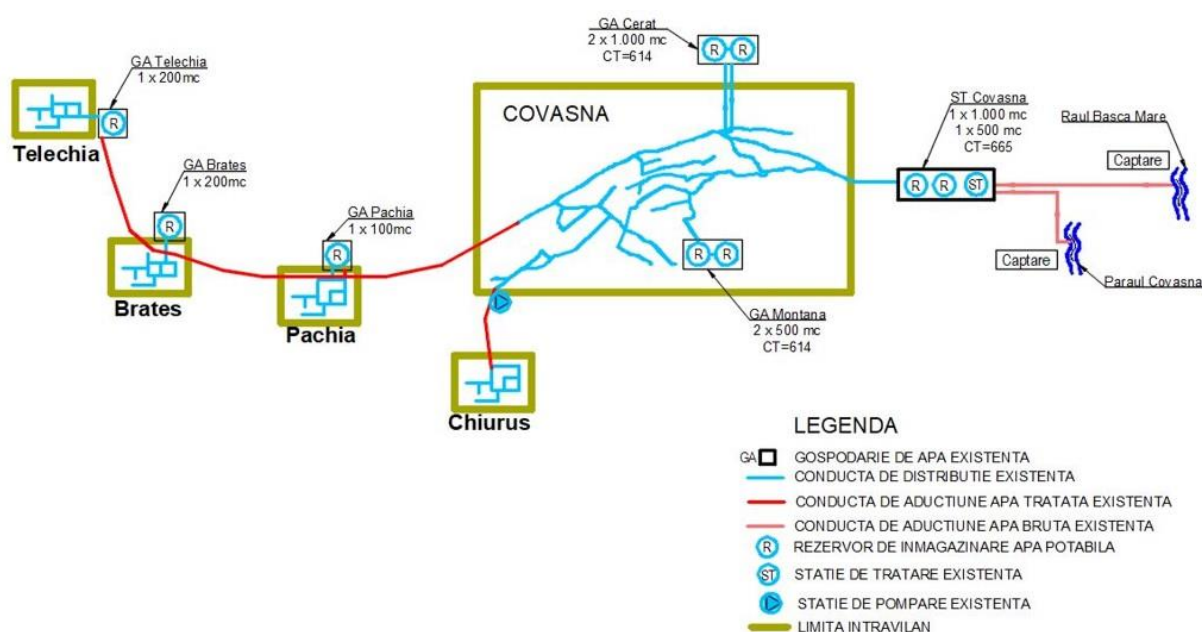 GA Cerat
2 x 1.000 mc
CT=614
R
R
GA Telechia
1 x 200mc
R
Telechia
COVASNA
ST Covasna
1 x 1.000 mc
1 x 500 mc
CT=665
R
R
ST
Raul Basca Mare
Captare
Captare
Paraul Covasna
GA Brates
1 x 200mc
R
Brates
GA Pachia
1 x 100mc
R
Pachia
R
R
GA Montana
2 x 500 mc
CT=614
Chiurus
LEGENDA
GA GOSPODARIE DE APA EXISTENTA
CONDUCTA DE DISTRIBUTIE EXISTENTA
CONDUCTA DE ADUCTIUNE APA TRATATA EXISTENTA
CONDUCTA DE ADUCTIUNE APA BRUTA EXISTENTA
R REZERVOR DE INMAGAZINARE APA POTABILA
ST STATIE DE TRATARE EXISTENTA
STATIE DE POMPARE EXISTENTA
LIMITA INTRAVILAN